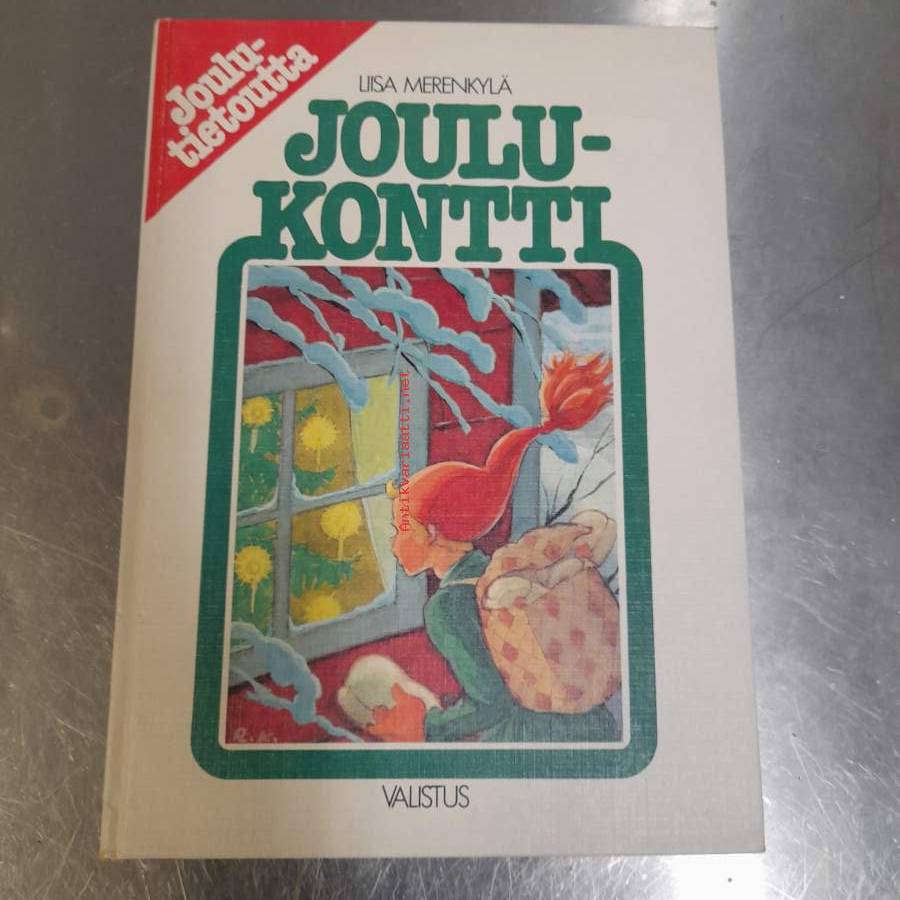 Joulu-
tietoutta
LIISA MERENKYLÄ
JOULU-
KONTTI
Antikvariaatti.net
VALISTUS